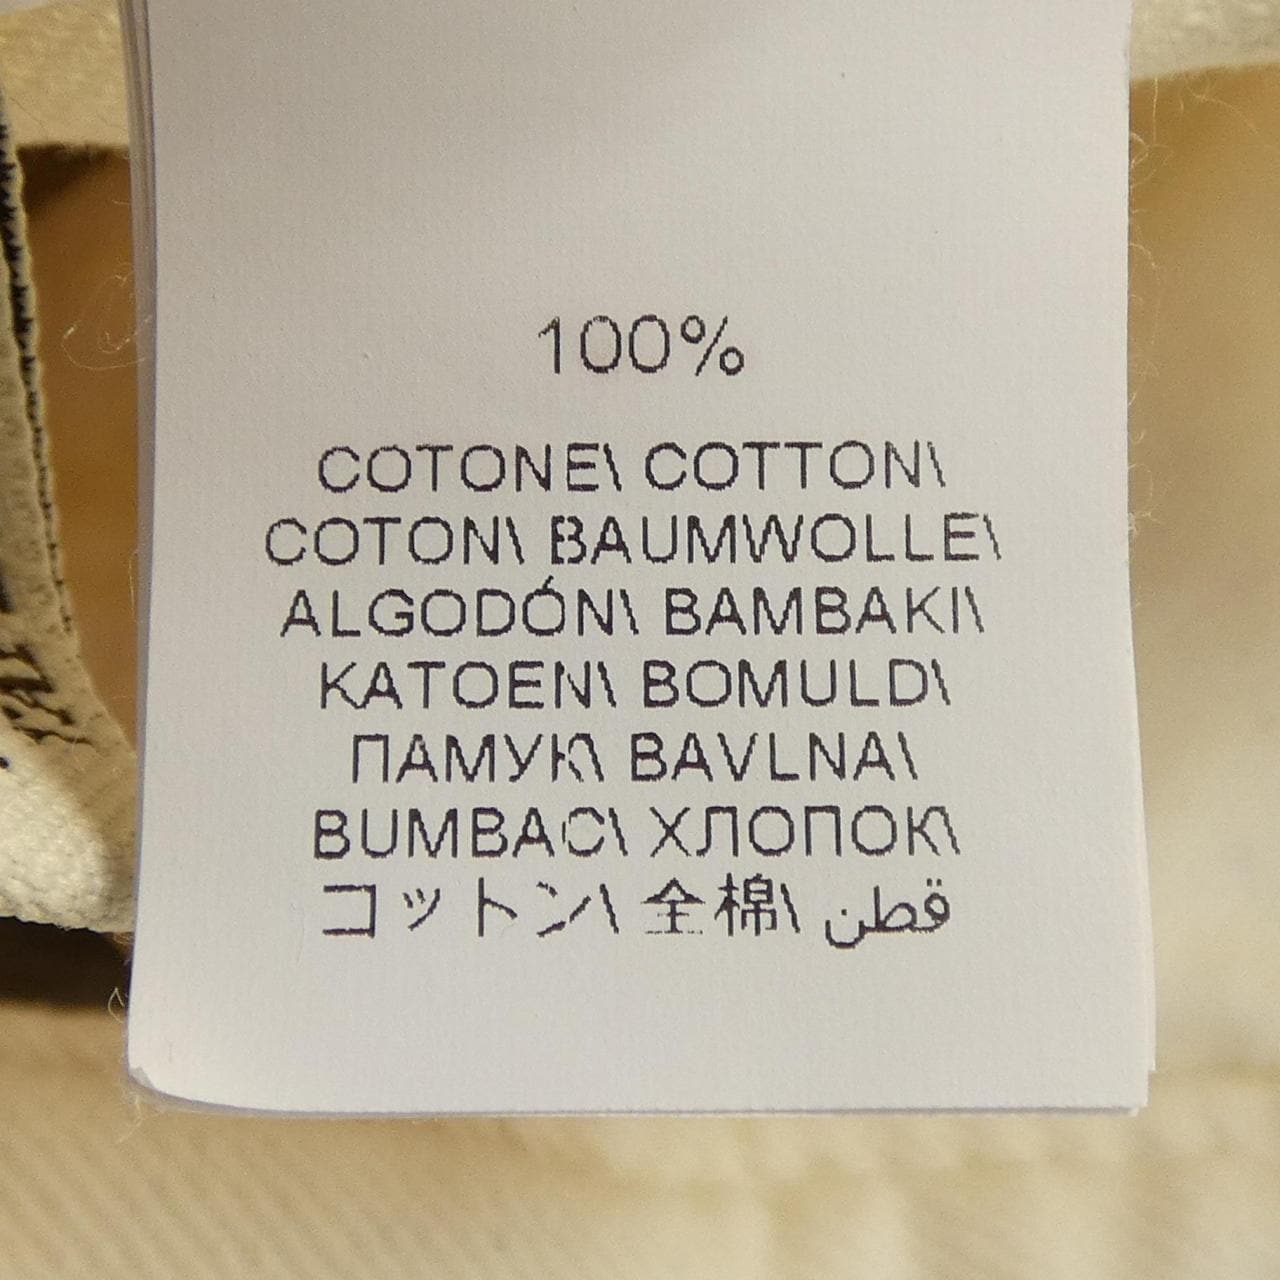 100%
COTONE\ COTTON\
COTON\ BAUMWOLLE\
ALGODÓN\ BAMBAKI\
KATOEN\ BOMULD\
ПАМУК\ BAVLNA\
BUMBAC\ ХЛОПОК\
コットン\ 全棉\ قطن